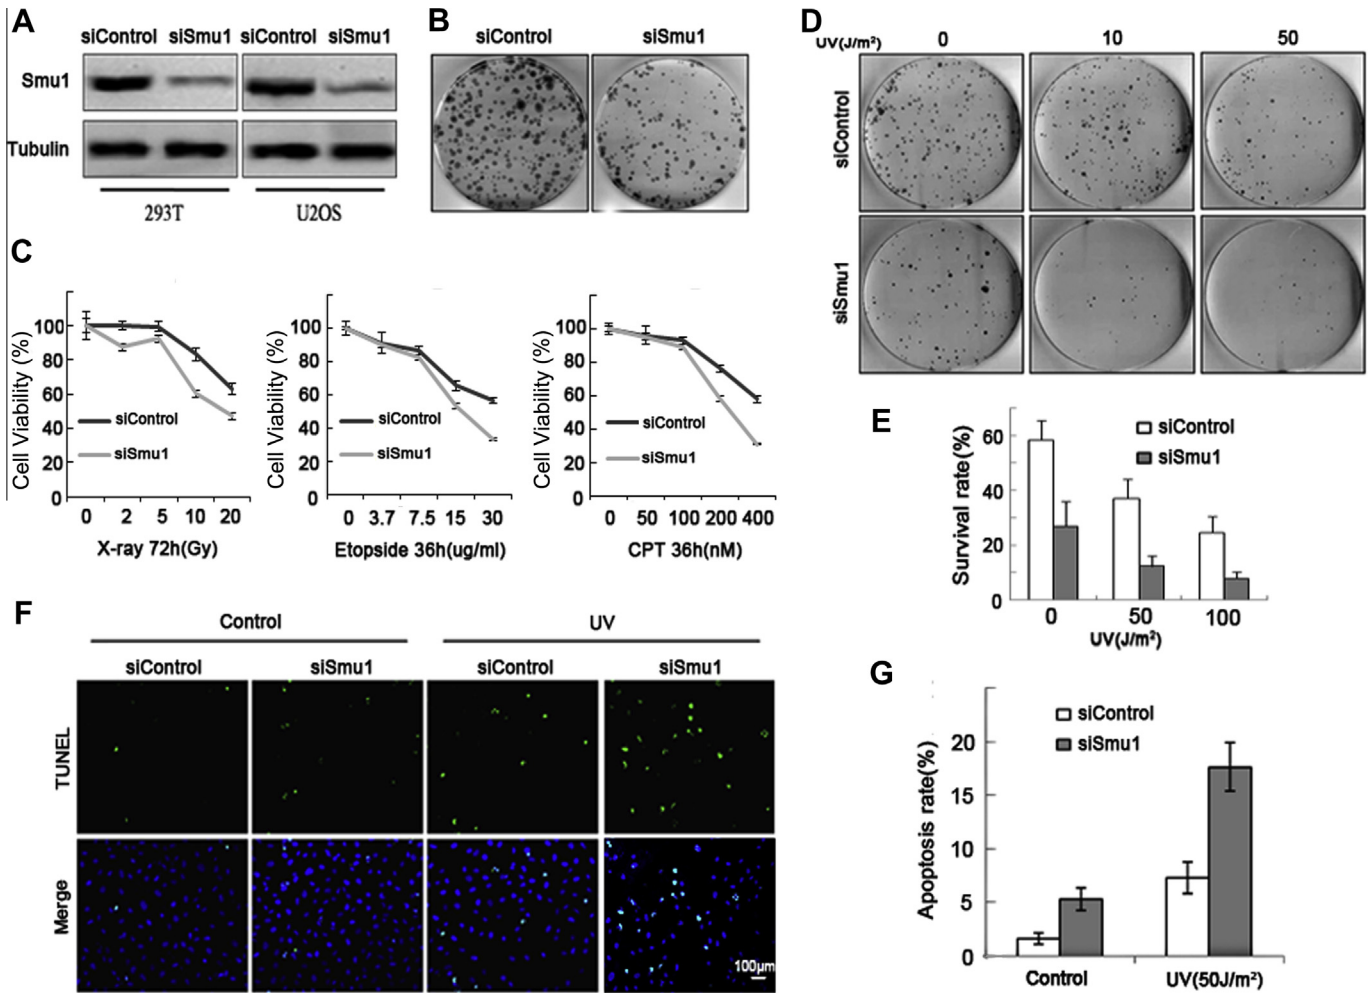 A
siControl siSmu1 siControl siSmu1
Smu1
Tubulin
293T U2OS
B
siControl siSmu1
C
Cell Viability (%)
100
80
60
40
20
0
siControl
siSmu1
0 2 5 10 20
X-ray 72h(Gy)
Cell Viability (%)
100
80
60
40
20
0
siControl
siSmu1
0 3.7 7.5 15 30
Etopside 36h(ug/ml)
Cell Viability (%)
100
80
60
40
20
0
siControl
siSmu1
0 50 100 200 400
CPT 36h(nM)
D
UV(J/m²) 0 10 50
siControl
siSmu1
E
Survival rate(%)
60
40
20
0
siControl
siSmu1
0 50 100
UV(J/m²)
F
Control UV
siControl siSmu1 siControl siSmu1
TUNEL
Merge
100µm
G
Apoptosis rate(%)
20
15
10
5
0
siControl
siSmu1
Control UV(50J/m²)